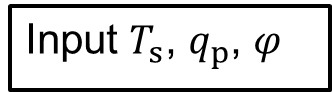 Input Tₛ, qₚ, φ